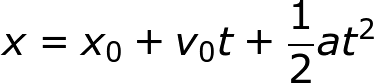 x = x₀ + v₀t + ½at²